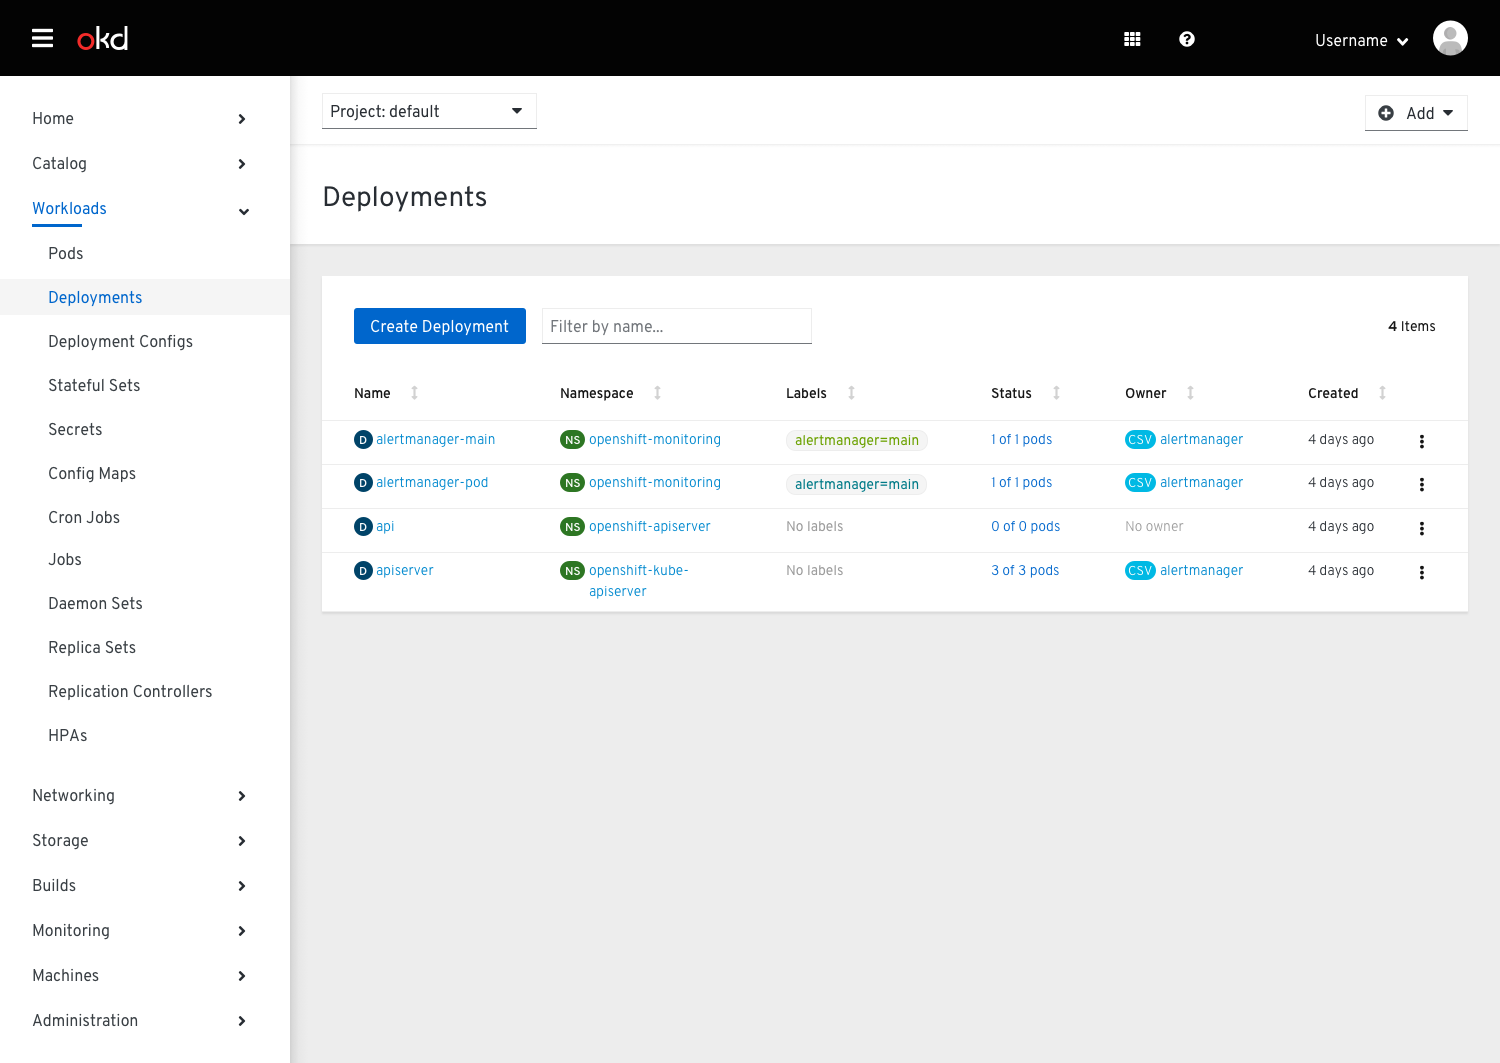 okd
Username
Home
Catalog
Workloads
Pods
Deployments
Deployment Configs
Stateful Sets
Secrets
Config Maps
Cron Jobs
Jobs
Daemon Sets
Replica Sets
Replication Controllers
HPAs
Networking
Storage
Builds
Monitoring
Machines
Administration
Project: default
Add
Deployments
Create Deployment Filter by name... 4 Items
Name Namespace Labels Status Owner Created
D alertmanager-main NS openshift-monitoring alertmanager=main 1 of 1 pods CSV alertmanager 4 days ago
D alertmanager-pod NS openshift-monitoring alertmanager=main 1 of 1 pods CSV alertmanager 4 days ago
D api NS openshift-apiserver No labels 0 of 0 pods No owner 4 days ago
D apiserver NS openshift-kube- No labels 3 of 3 pods CSV alertmanager 4 days ago
apiserver